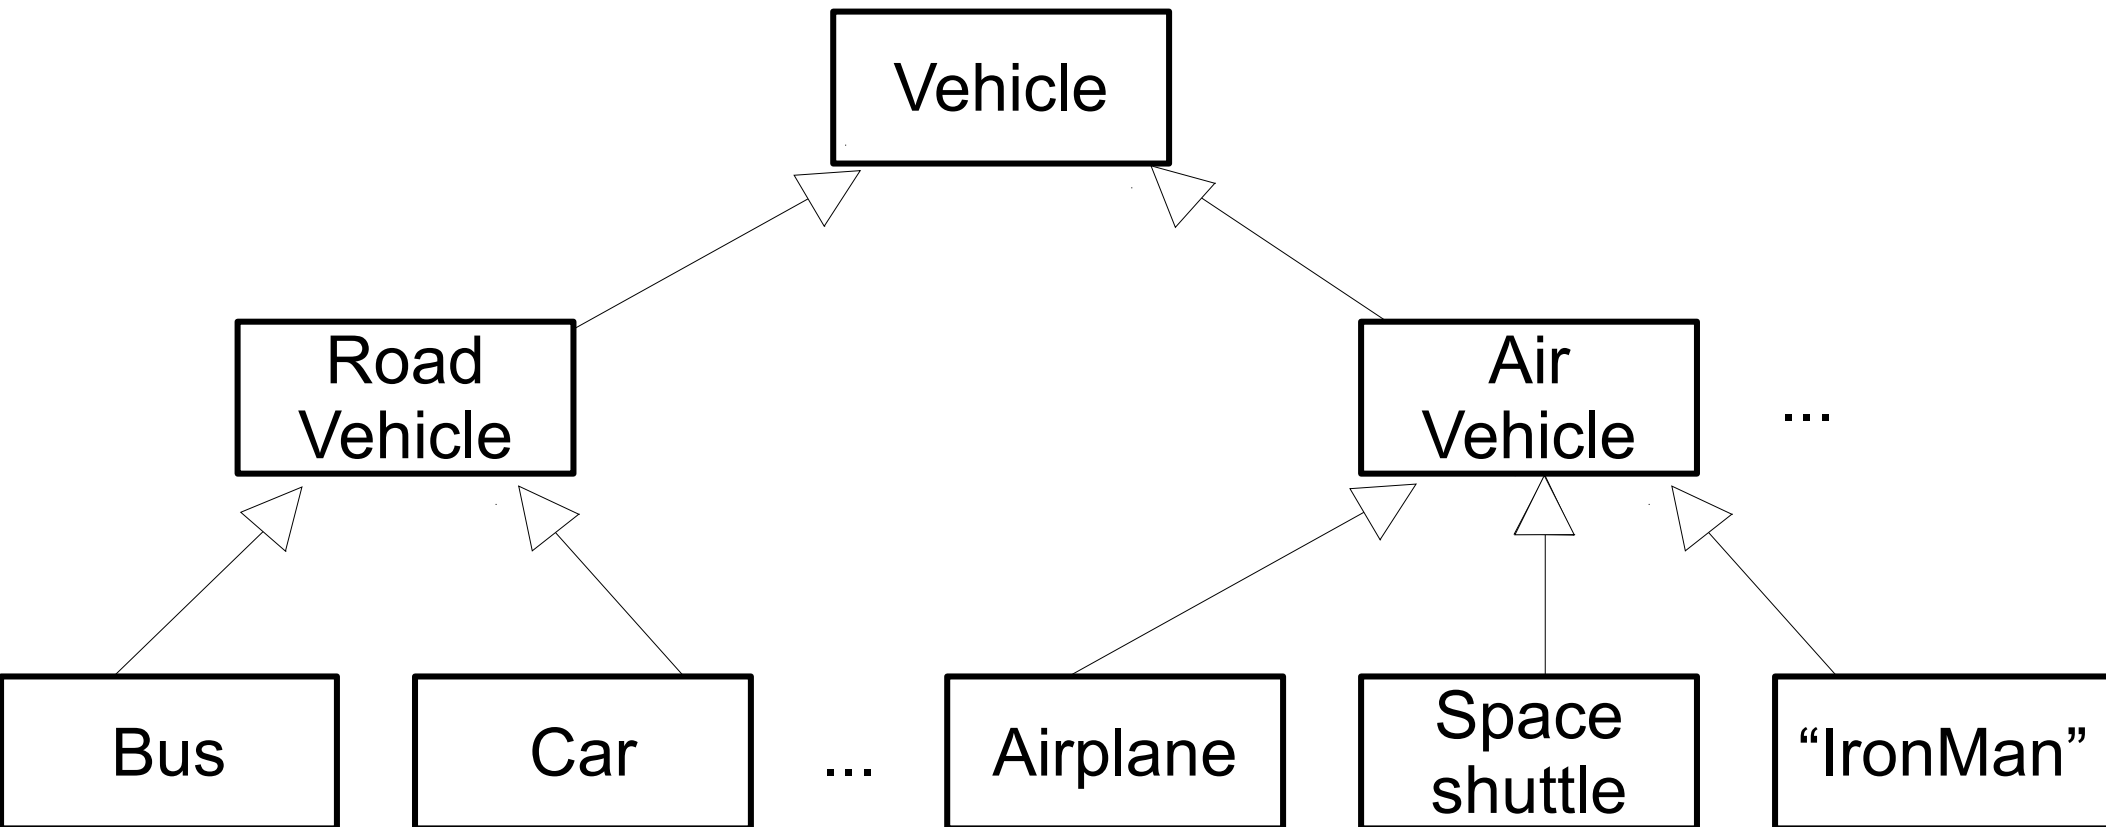 Vehicle
Road
Vehicle
Air
Vehicle
...
Bus
Car
...
Airplane
Space
shuttle
“IronMan”